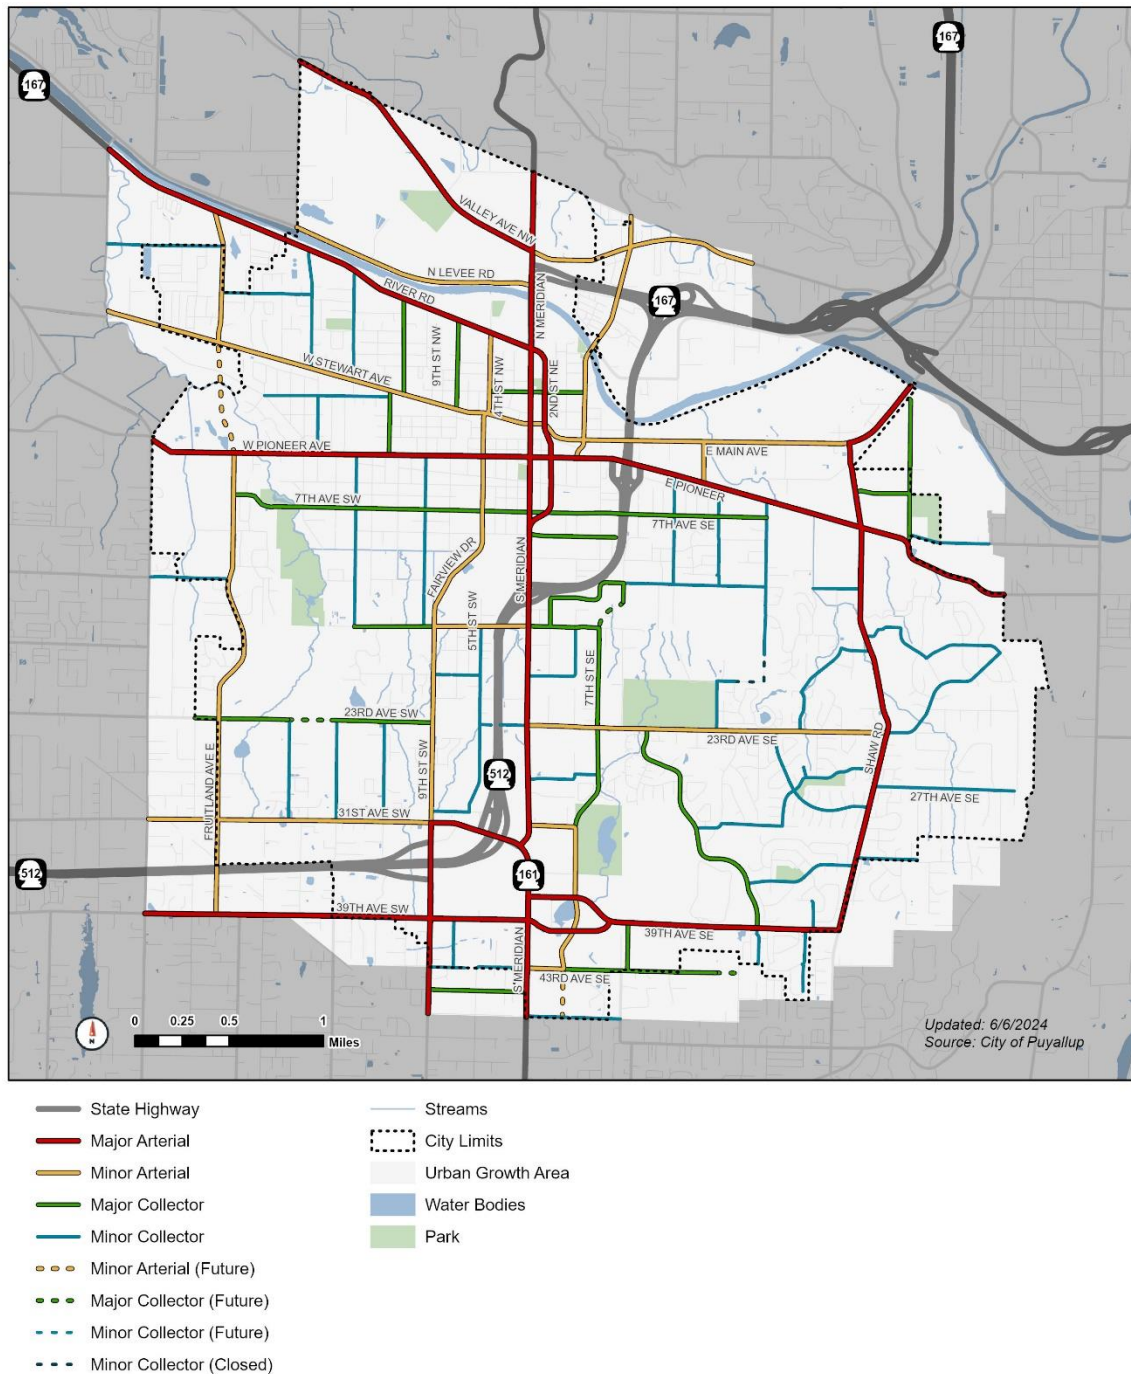 167
167
VALLEY AVE NW
N LEVEE RD
N MERIDIAN
167
RIVER RD
9TH ST NW
W STEWART AVE
4TH ST NW
2ND ST NE
W PIONEER AVE
E MAIN AVE
E PIONEER
7TH AVE SW
7TH AVE SE
FAIRVIEW DR
S MERIDIAN
5TH ST SW
7TH ST SE
23RD AVE SW
23RD AVE SE
SHAW RD
512
9TH ST SW
FRUITLAND AVE E
27TH AVE SE
31ST AVE SW
512
161
39TH AVE SW
39TH AVE SE
S MERIDIAN
43RD AVE SE
N
0 0.25 0.5 1
Miles
Updated: 6/6/2024
Source: City of Puyallup
State Highway
Major Arterial
Minor Arterial
Major Collector
Minor Collector
Minor Arterial (Future)
Major Collector (Future)
Minor Collector (Future)
Minor Collector (Closed)
Streams
City Limits
Urban Growth Area
Water Bodies
Park